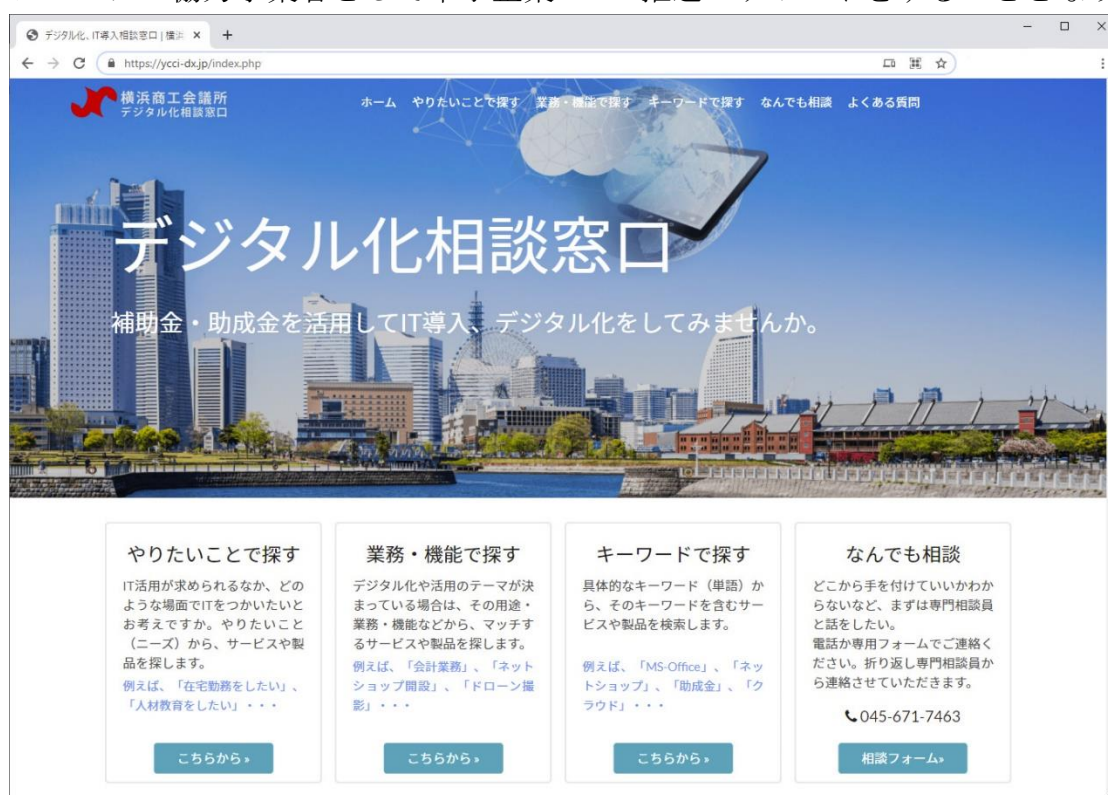 デジタル化、IT導入相談窓口 | 横浜
https://ycci-dx.jp/index.php
横浜商工会議所
デジタル化相談窓口
ホーム やりたいことで探す 業務・機能で探す キーワードで探す なんでも相談 よくある質問
デジタル化相談窓口
補助金・助成金を活用してIT導入、デジタル化をしてみませんか。
やりたいことで探す
IT活用が求められるなか、どの
ような場面でITをつかいたいと
お考えですか。やりたいこと
（ニーズ）から、サービスや製
品を探します。
例えば、「在宅勤務をしたい」、
「人材教育をしたい」・・・
こちらから»
業務・機能で探す
デジタル化や活用のテーマが決
まっている場合は、その用途・
業務・機能などから、マッチす
るサービスや製品を探します。
例えば、「会計業務」、「ネット
ショップ開設」、「ドローン撮
影」・・・
こちらから»
キーワードで探す
具体的なキーワード（単語）か
ら、そのキーワードを含むサー
ビスや製品を検索します。
例えば、「MS-Office」、「ネッ
トショップ」、「助成金」、「ク
ラウド」・・・
こちらから»
なんでも相談
どこから手を付けていいかわか
らないなど、まずは専門相談員
と話をしたい。
電話か専用フォームでご連絡く
ださい。折り返し専門相談員か
ら連絡させていただきます。
045-671-7463
相談フォーム»